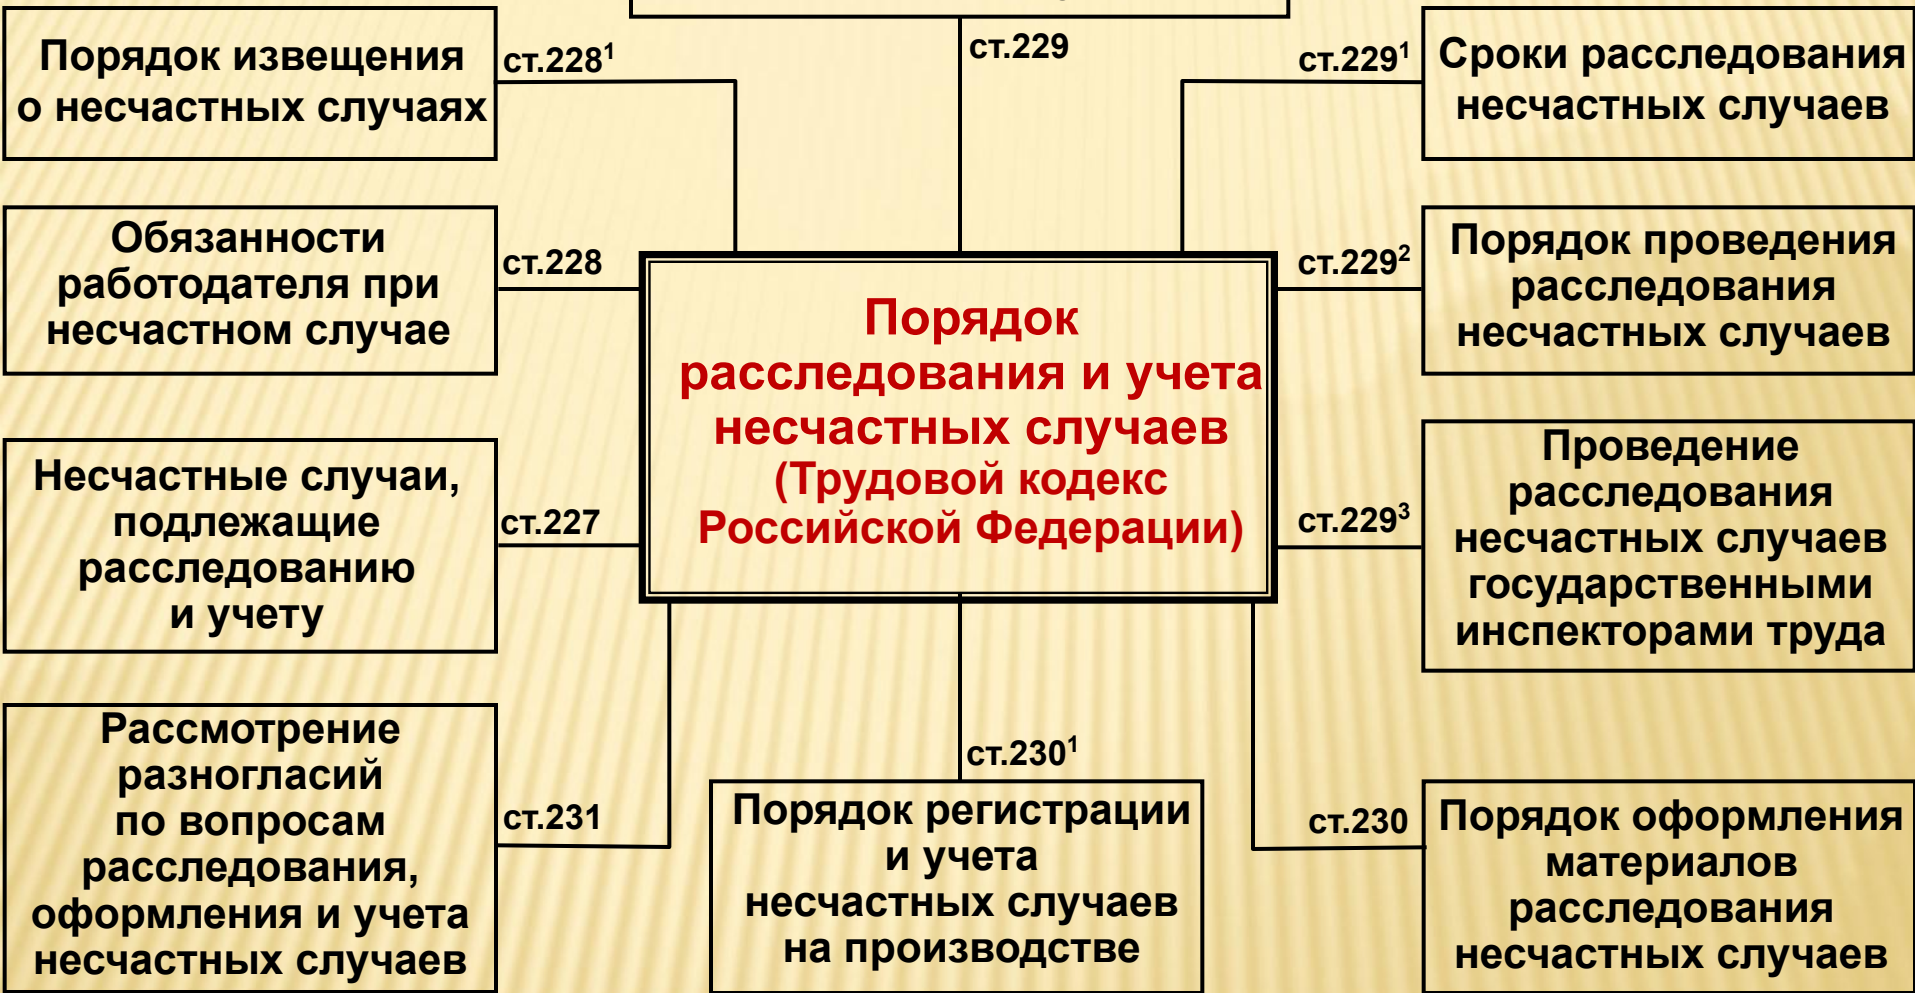 ст.229
Порядок извещения
о несчастных случаях
ст.228¹
ст.229¹
Сроки расследования
несчастных случаев
Обязанности
работодателя при
несчастном случае
ст.228
ст.229²
Порядок проведения
расследования
несчастных случаев
Порядок
расследования и учета
несчастных случаев
(Трудовой кодекс
Российской Федерации)
Несчастные случаи,
подлежащие
расследованию
и учету
ст.227
ст.229³
Проведение
расследования
несчастных случаев
государственными
инспекторами труда
Рассмотрение
разногласий
по вопросам
расследования,
оформления и учета
несчастных случаев
ст.231
ст.230¹
Порядок регистрации
и учета
несчастных случаев
на производстве
ст.230
Порядок оформления
материалов
расследования
несчастных случаев